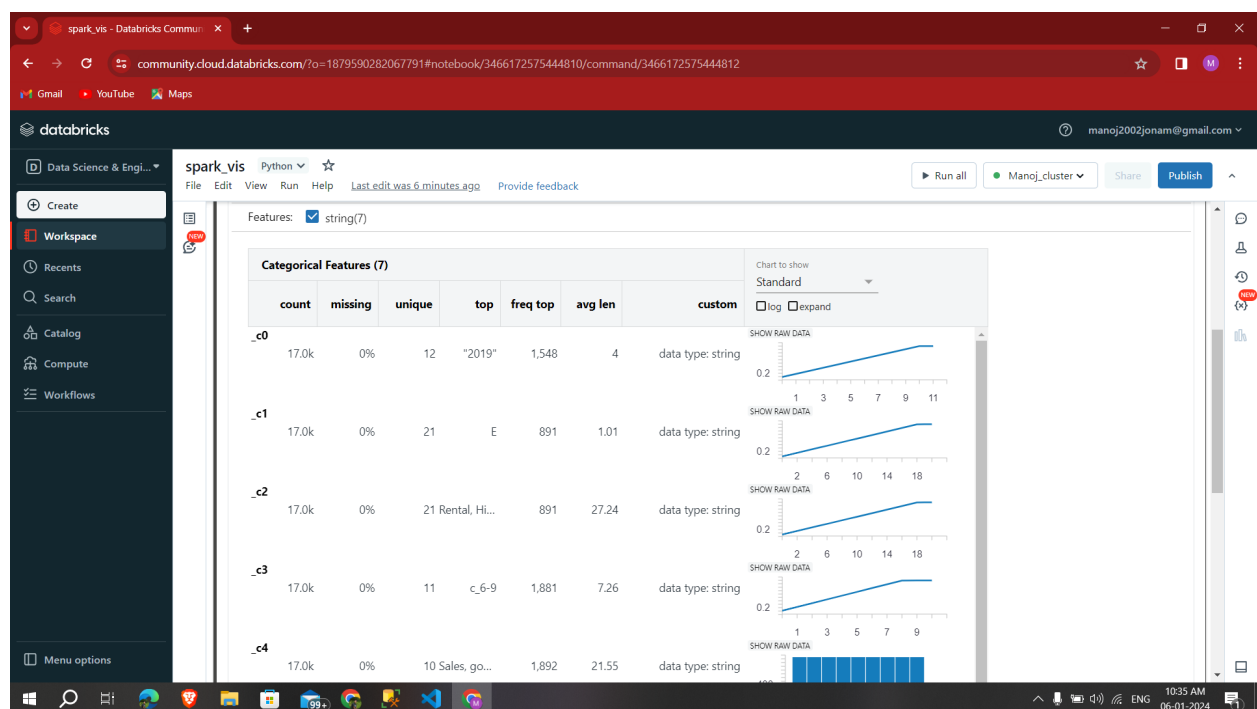 spark_vis - Databricks Commun
community.cloud.databricks.com/?o=1879590282067791#notebook/3466172575444810/command/3466172575444812
M
Gmail YouTube Maps
databricks
manoj2002jonam@gmail.com
D Data Science & Engi...
Create
Workspace
Recents
Search
Catalog
Compute
Workflows
Menu options
spark_vis Python
File Edit View Run Help Last edit was 6 minutes ago Provide feedback
Run all Manoj_cluster Share Publish
NEW
NEW
Features: string(7)
Categorical Features (7)
Chart to show
Standard
log expand
count missing unique top freq top avg len custom
_c0
17.0k 0% 12 "2019" 1,548 4 data type: string
SHOW RAW DATA
0.2
1 3 5 7 9 11
_c1
17.0k 0% 21 E 891 1.01 data type: string
SHOW RAW DATA
0.2
2 6 10 14 18
_c2
17.0k 0% 21 Rental, Hi... 891 27.24 data type: string
SHOW RAW DATA
0.2
2 6 10 14 18
_c3
17.0k 0% 11 c_6-9 1,881 7.26 data type: string
SHOW RAW DATA
0.2
1 3 5 7 9
_c4
17.0k 0% 10 Sales, go... 1,892 21.55 data type: string
SHOW RAW DATA
99+
M
ENG
10:35 AM
06-01-2024
1